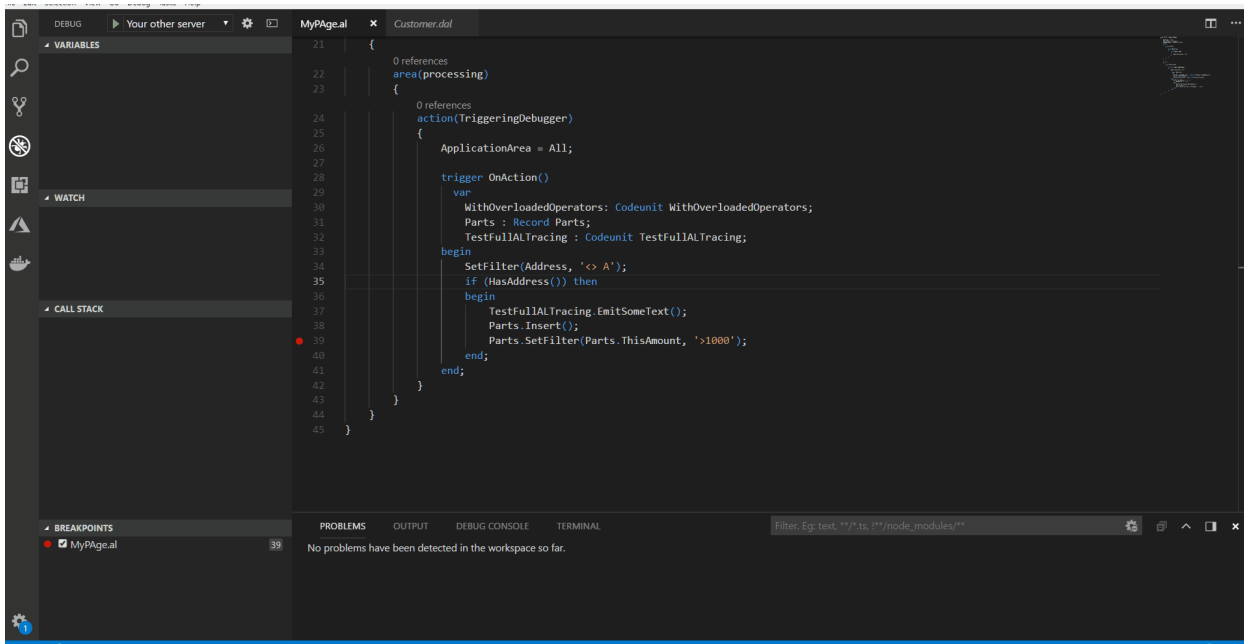 DEBUG
Your other server
MyPAge.al
Customer.dal
VARIABLES
WATCH
CALL STACK
BREAKPOINTS
MyPAge.al
39
21 {
0 references
22 area(processing)
23 {
0 references
24 action(TriggeringDebugger)
25 {
26 ApplicationArea = All;
27
28 trigger OnAction()
29 var
30 WithOverloadedOperators: Codeunit WithOverloadedOperators;
31 Parts : Record Parts;
32 TestFullALTracing : Codeunit TestFullALTracing;
33 begin
34 SetFilter(Address, '<> A');
35 if (HasAddress()) then
36 begin
37 TestFullALTracing.EmitSomeText();
38 Parts.Insert();
39 Parts.SetFilter(Parts.ThisAmount, '>1000');
40 end;
41 end;
42 }
43 }
44 }
45 }
PROBLEMS
OUTPUT
DEBUG CONSOLE
TERMINAL
Filter. Eg: text, **/*.ts, !**/node_modules/**
No problems have been detected in the workspace so far.
1